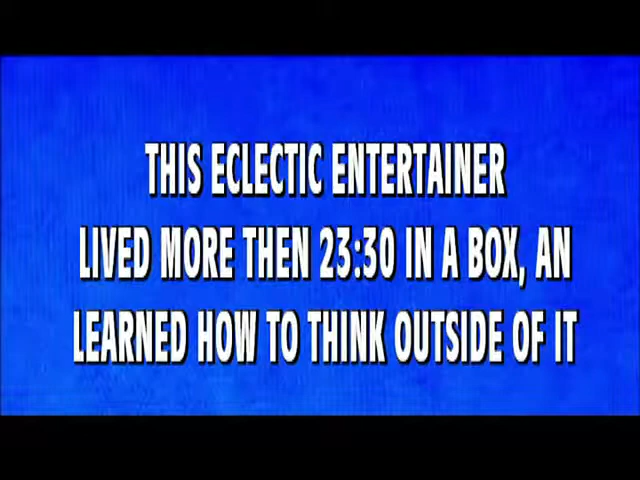 THIS ECLECTIC ENTERTAINER
LIVED MORE THEN 23:30 IN A BOX, AN
LEARNED HOW TO THINK OUTSIDE OF IT